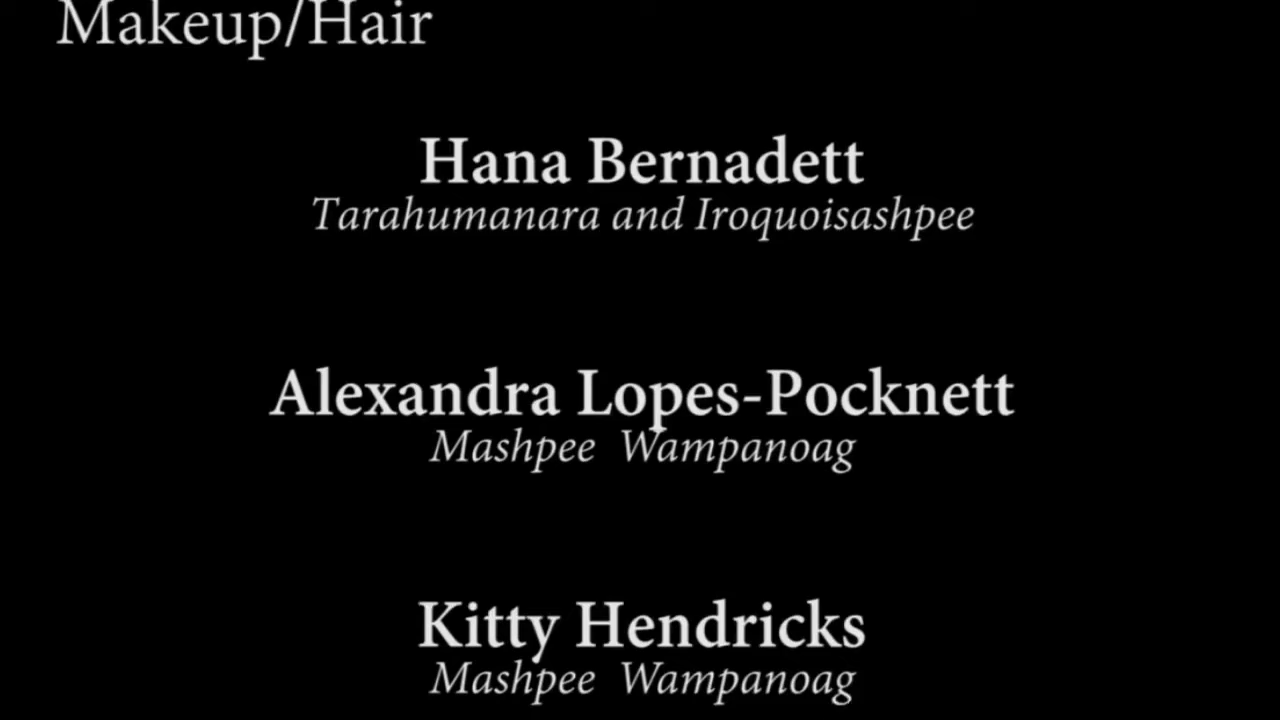 Makeup/Hair
Hana Bernadett
Tarahumanara and Iroquoisashpee
Alexandra Lopes-Pocknett
Mashpee Wampanoag
Kitty Hendricks
Mashpee Wampanoag